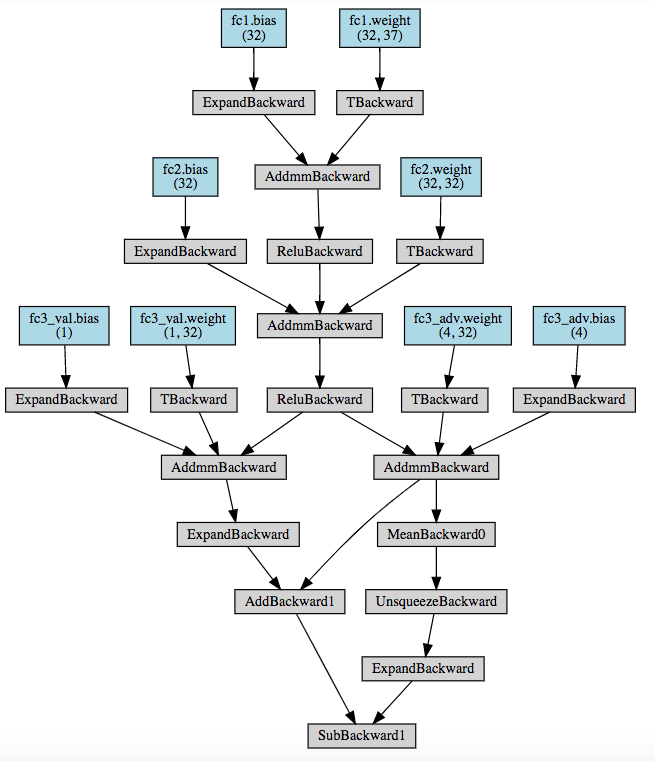 fc1.bias
(32)
fc1.weight
(32, 37)
ExpandBackward
TBackward
AddmmBackward
fc2.bias
(32)
fc2.weight
(32, 32)
ExpandBackward
ReluBackward
TBackward
AddmmBackward
fc3_val.bias
(1)
fc3_val.weight
(1, 32)
fc3_adv.weight
(4, 32)
fc3_adv.bias
(4)
ExpandBackward
TBackward
ReluBackward
TBackward
ExpandBackward
AddmmBackward
AddmmBackward
ExpandBackward
MeanBackward0
AddBackward1
UnsqueezeBackward
ExpandBackward
SubBackward1